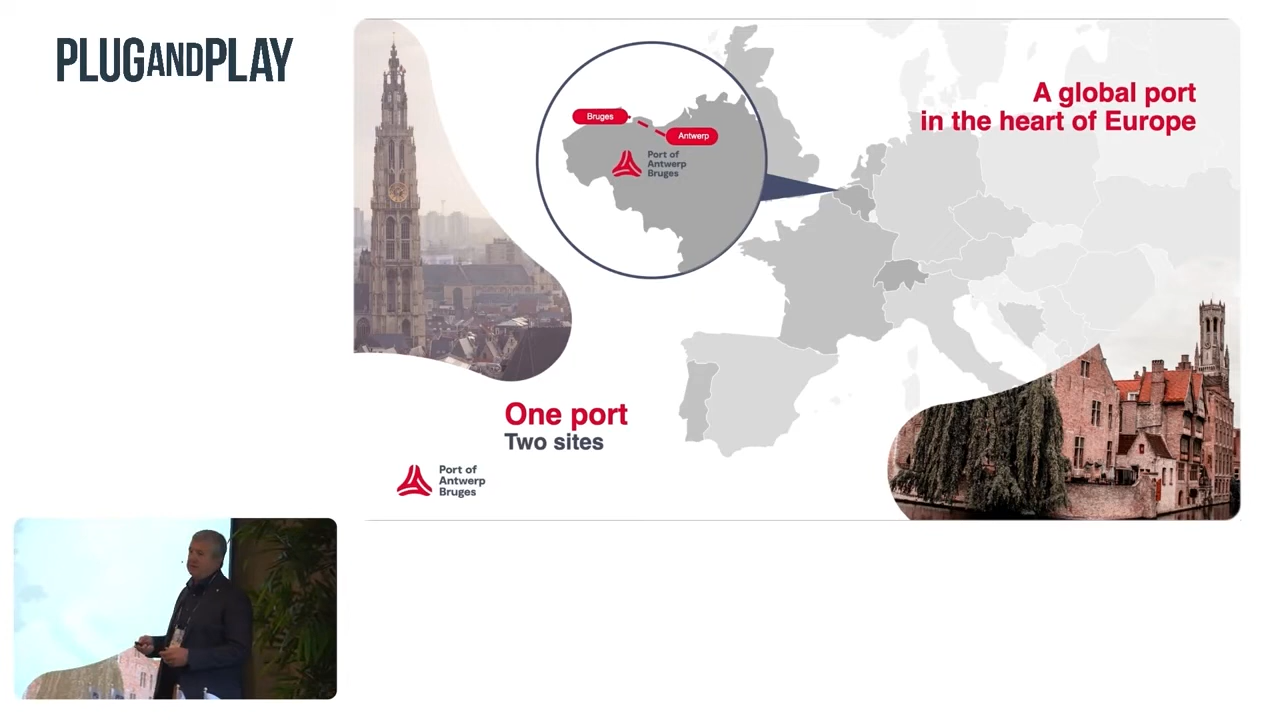 PLUGANDPLAY
A global port
in the heart of Europe
Bruges
Antwerp
Port of
Antwerp
Bruges
One port
Two sites
Port of
Antwerp
Bruges